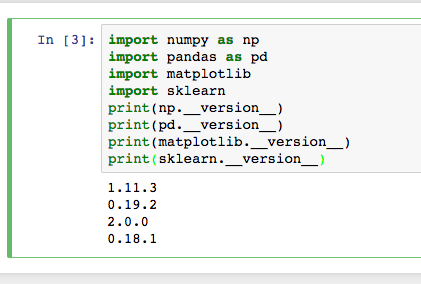 In [3]: import numpy as np
import pandas as pd
import matplotlib
import sklearn
print(np.__version__)
print(pd.__version__)
print(matplotlib.__version__)
print(sklearn.__version__)
1.11.3
0.19.2
2.0.0
0.18.1